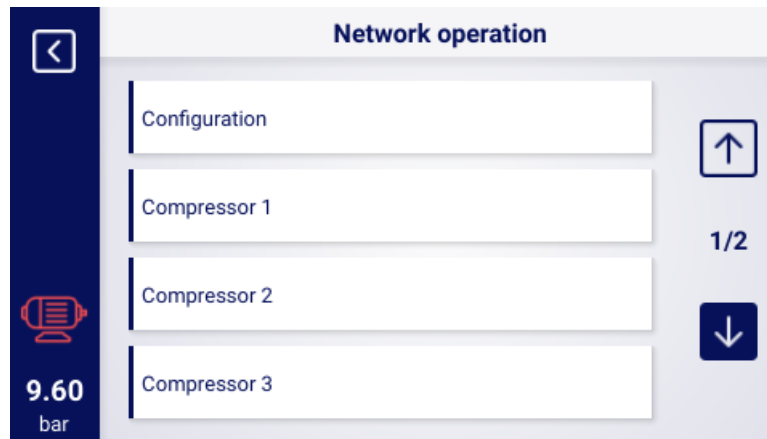 Network operation
Configuration
Compressor 1
Compressor 2
Compressor 3
1/2
9.60
bar